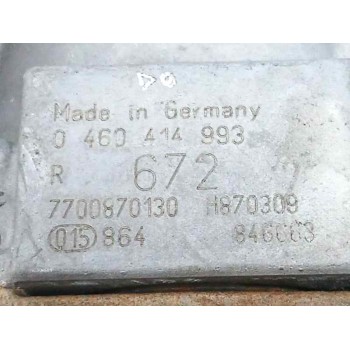 Made in Germany
0 460 414 993
R 672
7700870130 H870309
015 864 846003